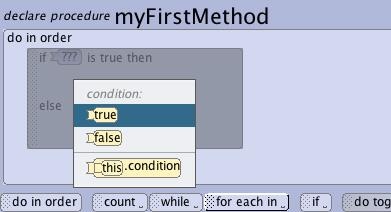 declare procedure myFirstMethod
do in order
if ??? is true then
else
condition:
true
false
this .condition
do in order count while for each in if do tog